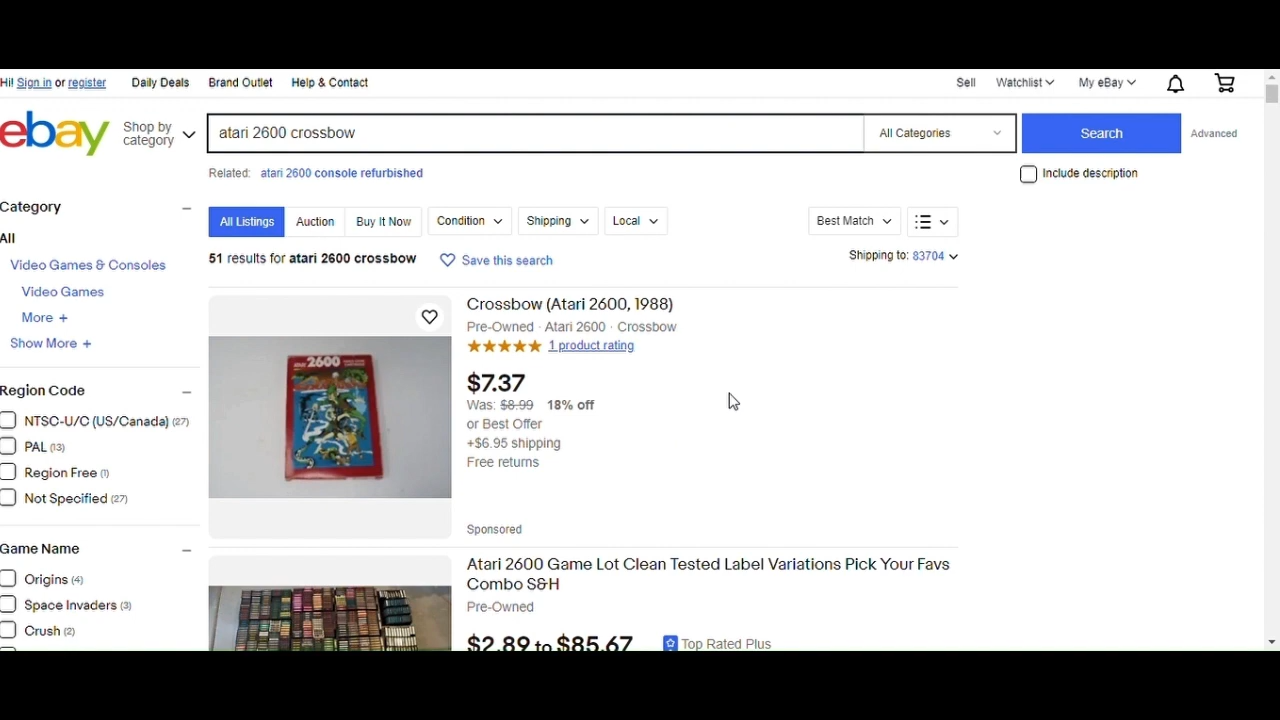 Hi! Sign in or register Daily Deals Brand Outlet Help & Contact Sell Watchlist My eBay
ebay Shop by category atari 2600 crossbow All Categories Search Advanced
Related: atari 2600 console refurbished Include description
Category
All
Video Games & Consoles
Video Games
More +
Show More +
Region Code
NTSC-U/C (US/Canada) (27)
PAL (13)
Region Free (1)
Not Specified (27)
Game Name
Origins (4)
Space Invaders (3)
Crush (2)
All Listings Auction Buy It Now Condition Shipping Local Best Match
51 results for atari 2600 crossbow Save this search Shipping to: 83704
2600
Crossbow (Atari 2600, 1988)
Pre-Owned · Atari 2600 · Crossbow
1 product rating
$7.37
Was: $8.99 18% off
or Best Offer
+$6.95 shipping
Free returns
Sponsored
Atari 2600 Game Lot Clean Tested Label Variations Pick Your Favs
Combo S&H
Pre-Owned
$2.89 to $85.67 Top Rated Plus